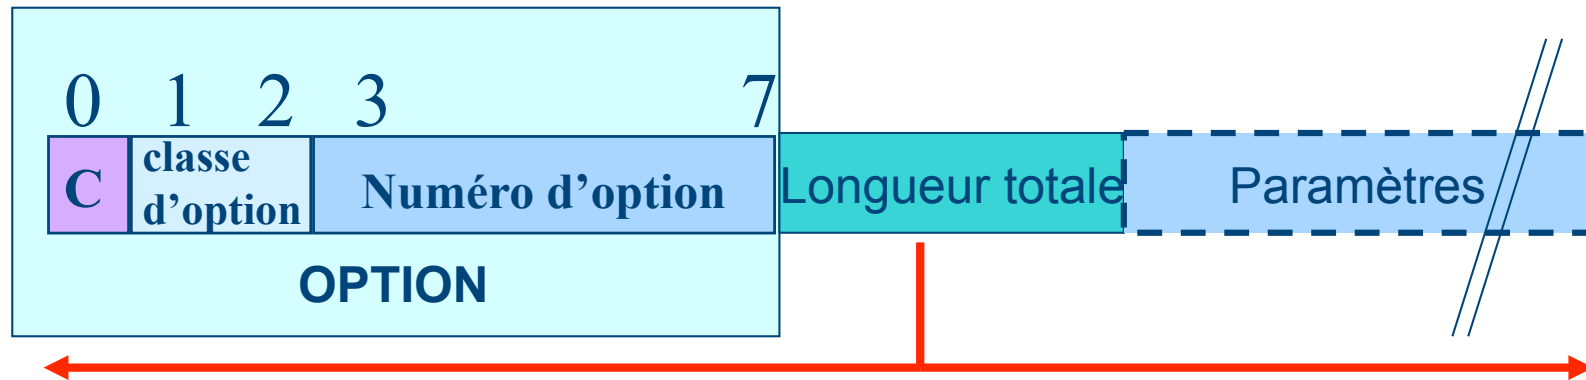 0 1 2 3 7
C classe d’option Numéro d’option Longueur totale Paramètres
OPTION